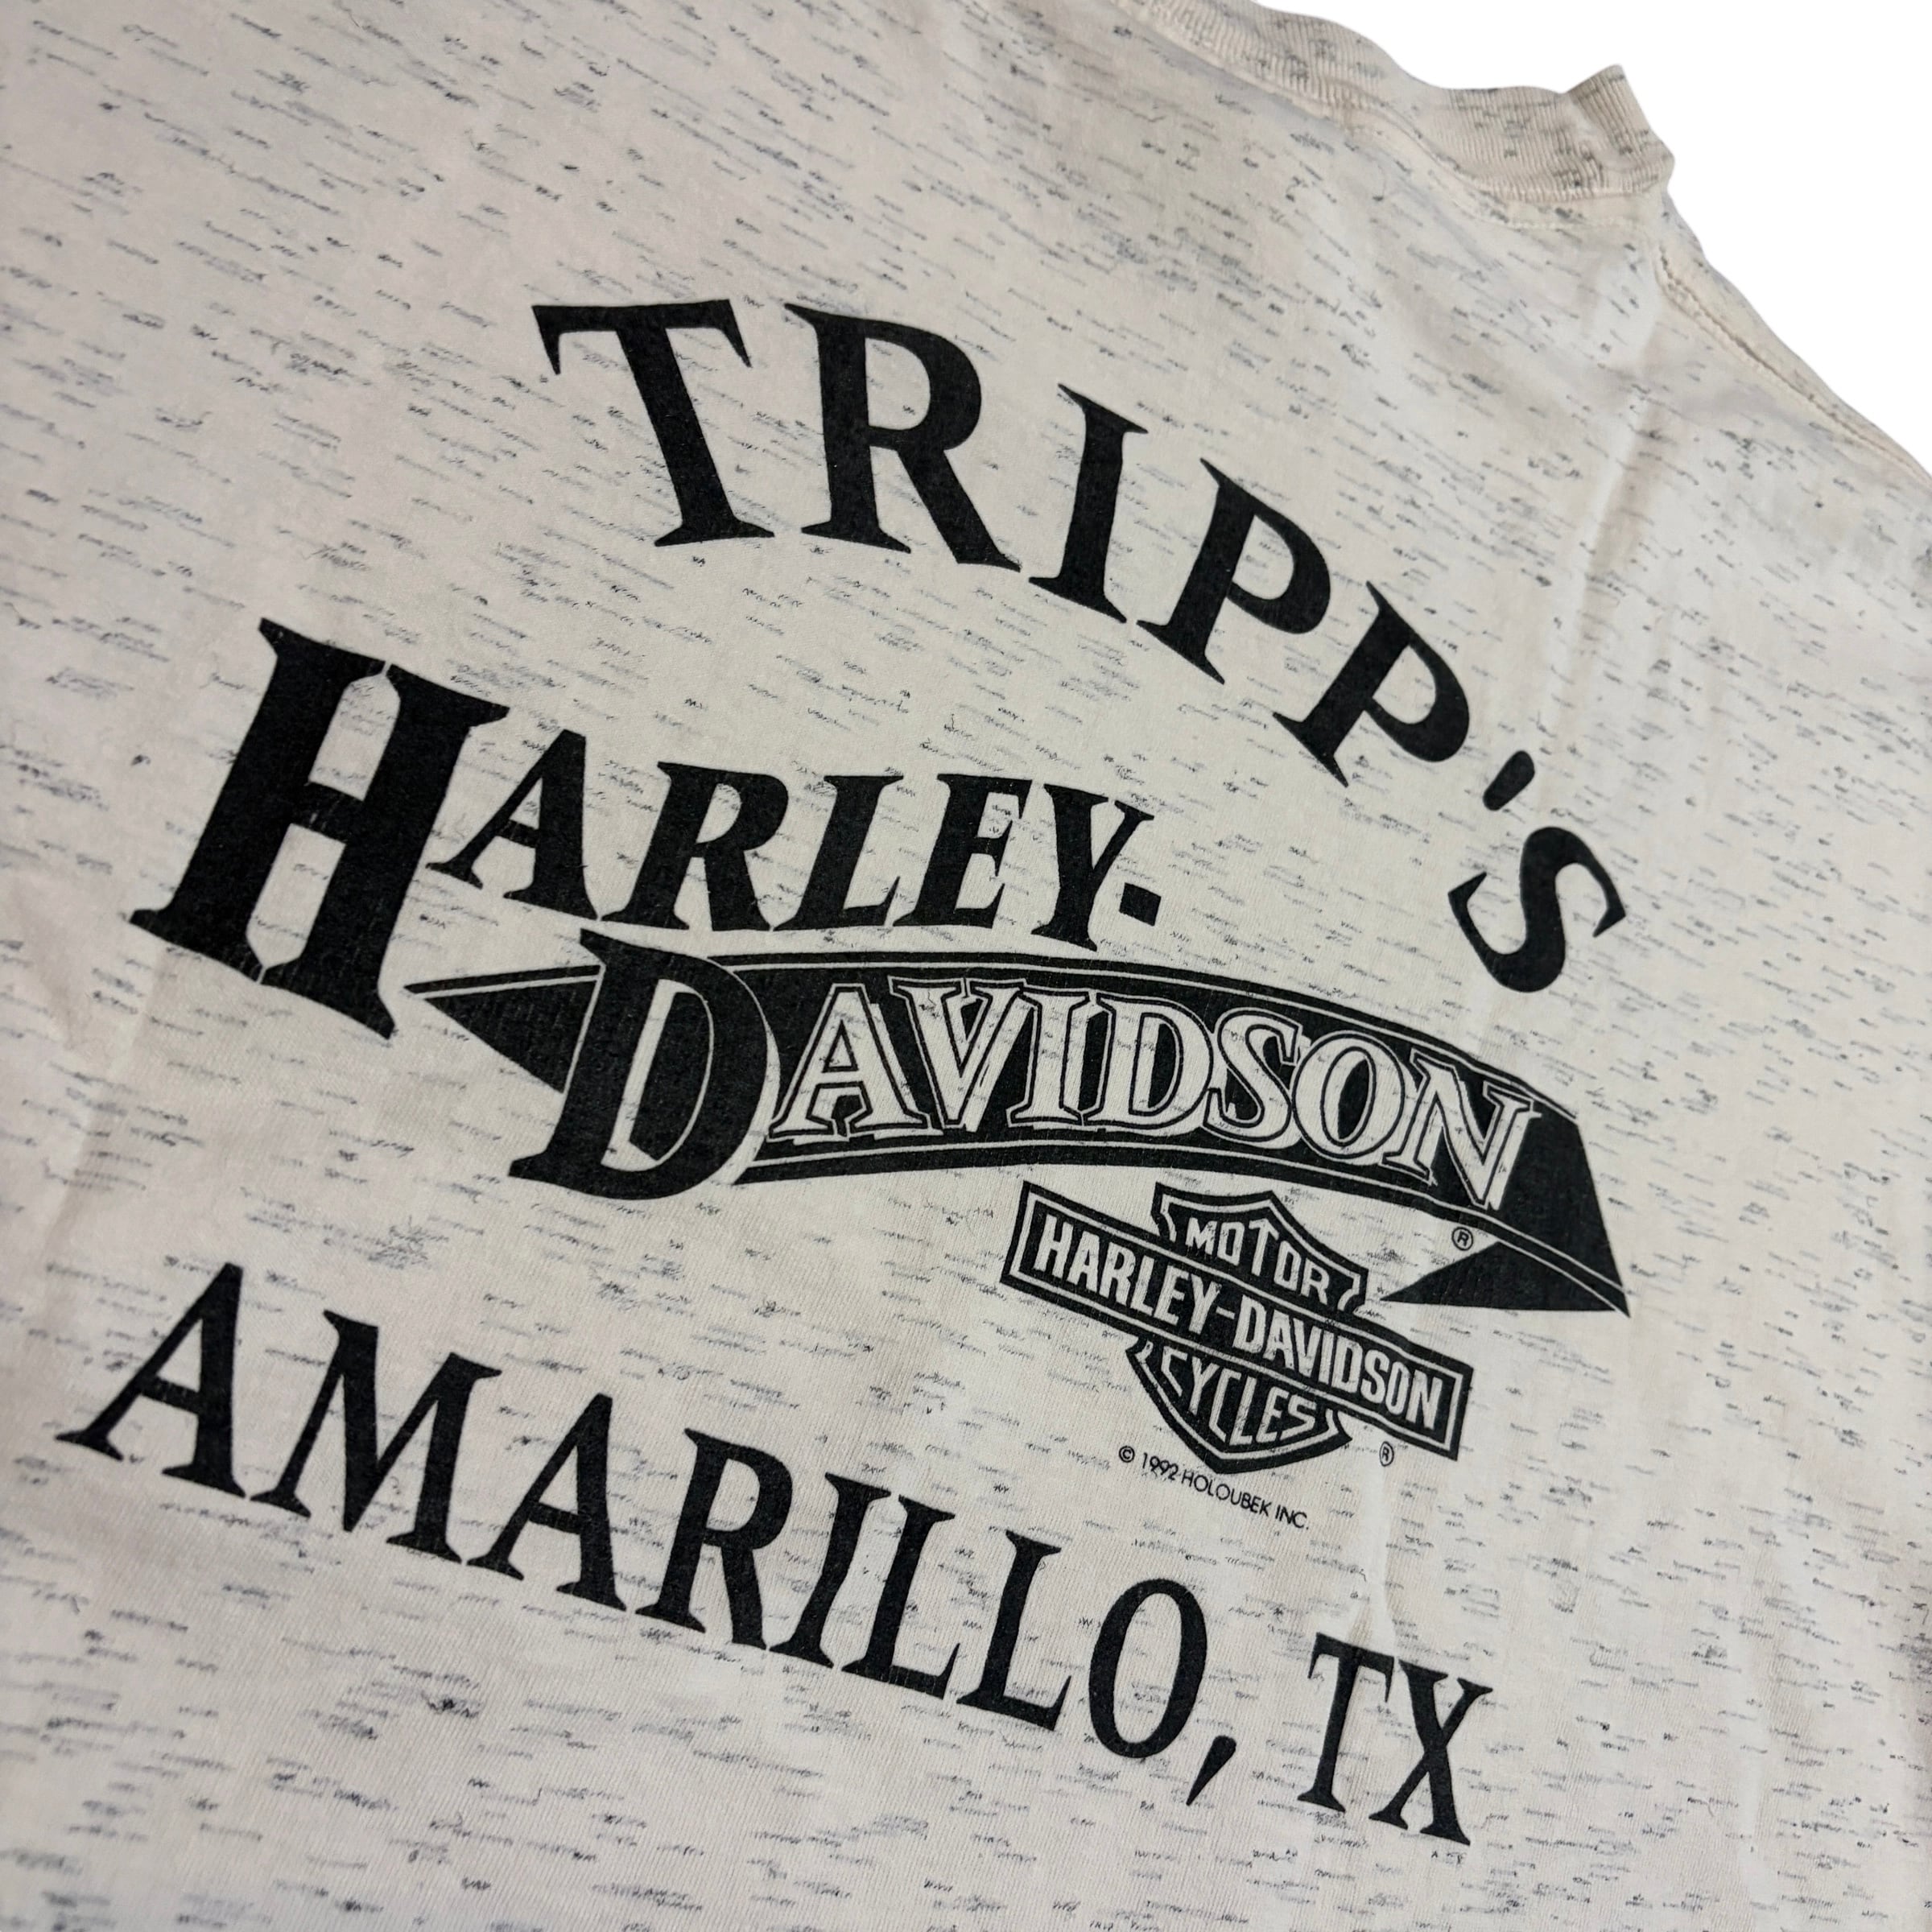 TRIPP'S
HARLEY-
DAVIDSON
®
MOTOR
HARLEY-DAVIDSON
CYCLES
®
© 1992 HOLOUBEK INC.
AMARILLO, TX